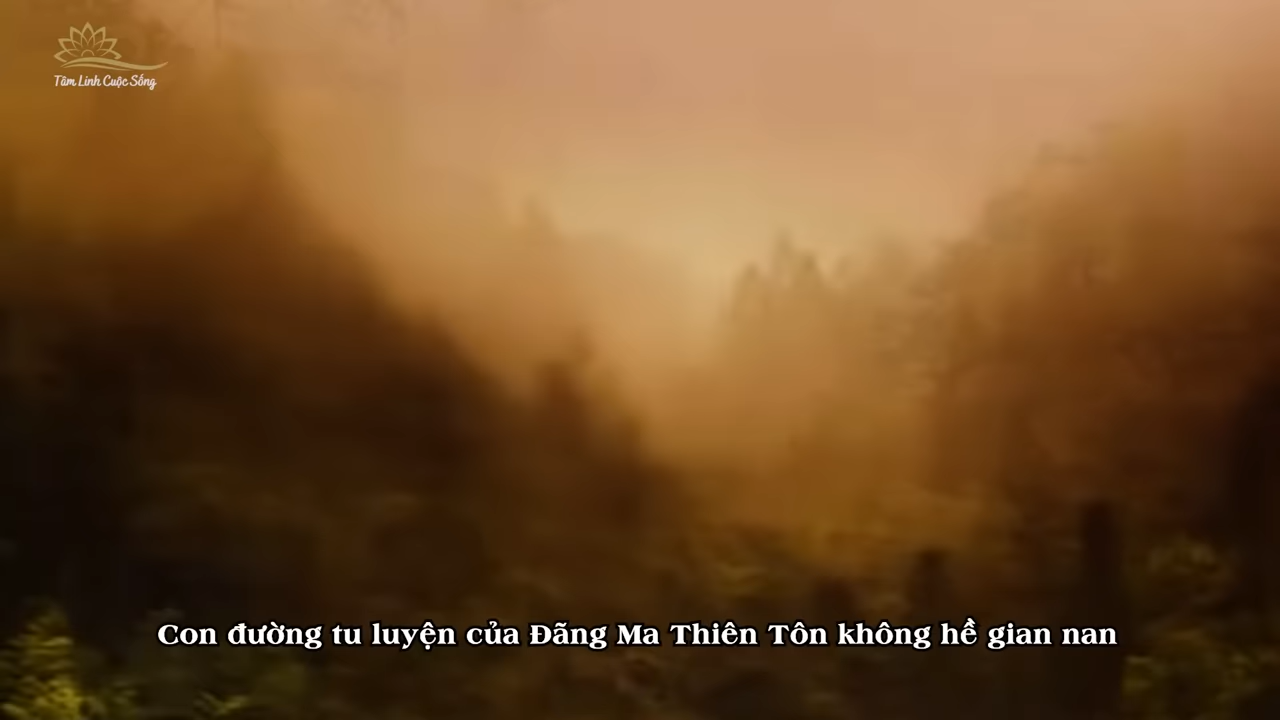 Tâm Linh Cuộc Sống
Con đường tu luyện của Đãng Ma Thiên Tôn không hề gian nan